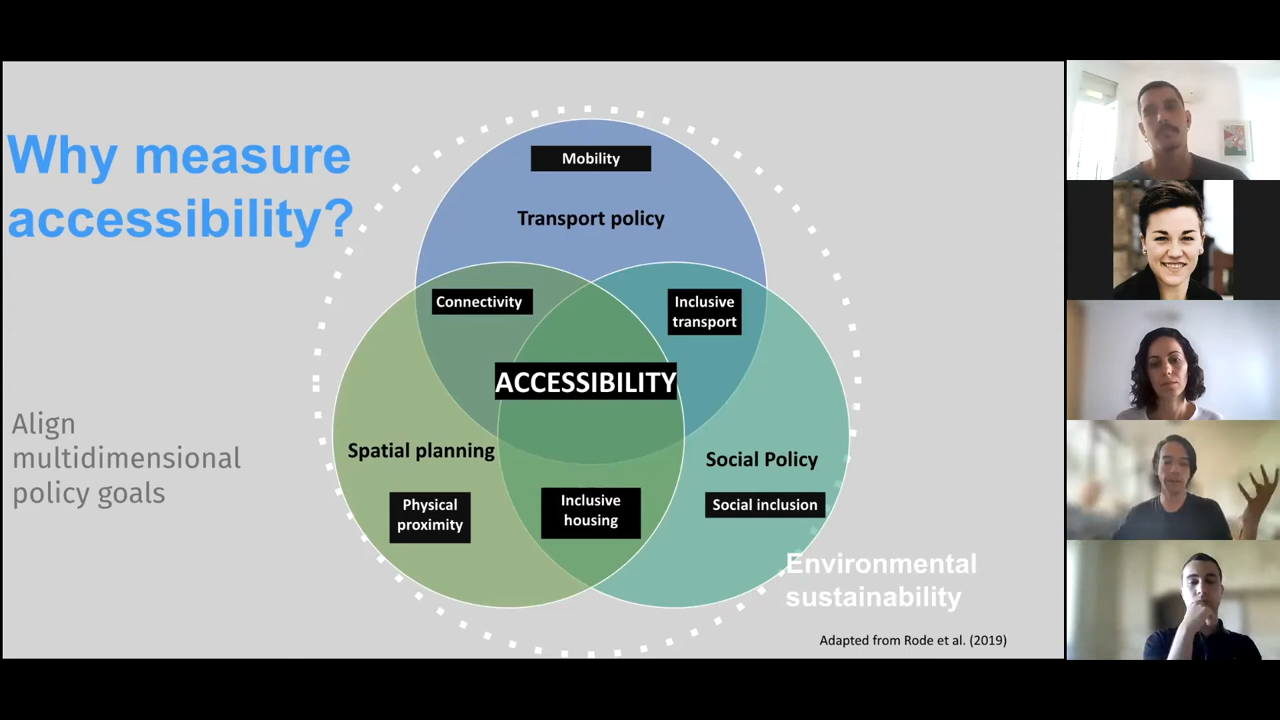 Why measure
accessibility?
Align
multidimensional
policy goals
Mobility
Transport policy
Connectivity
Inclusive
transport
ACCESSIBILITY
Spatial planning
Social Policy
Physical
proximity
Inclusive
housing
Social inclusion
Environmental
sustainability
Adapted from Rode et al. (2019)